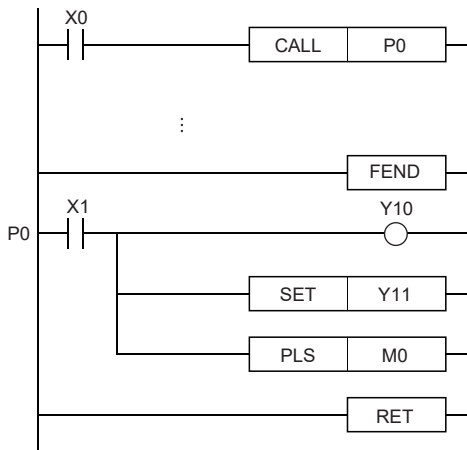 X0
CALL P0
⋮
FEND
X1 Y10
P0
SET Y11
PLS M0
RET